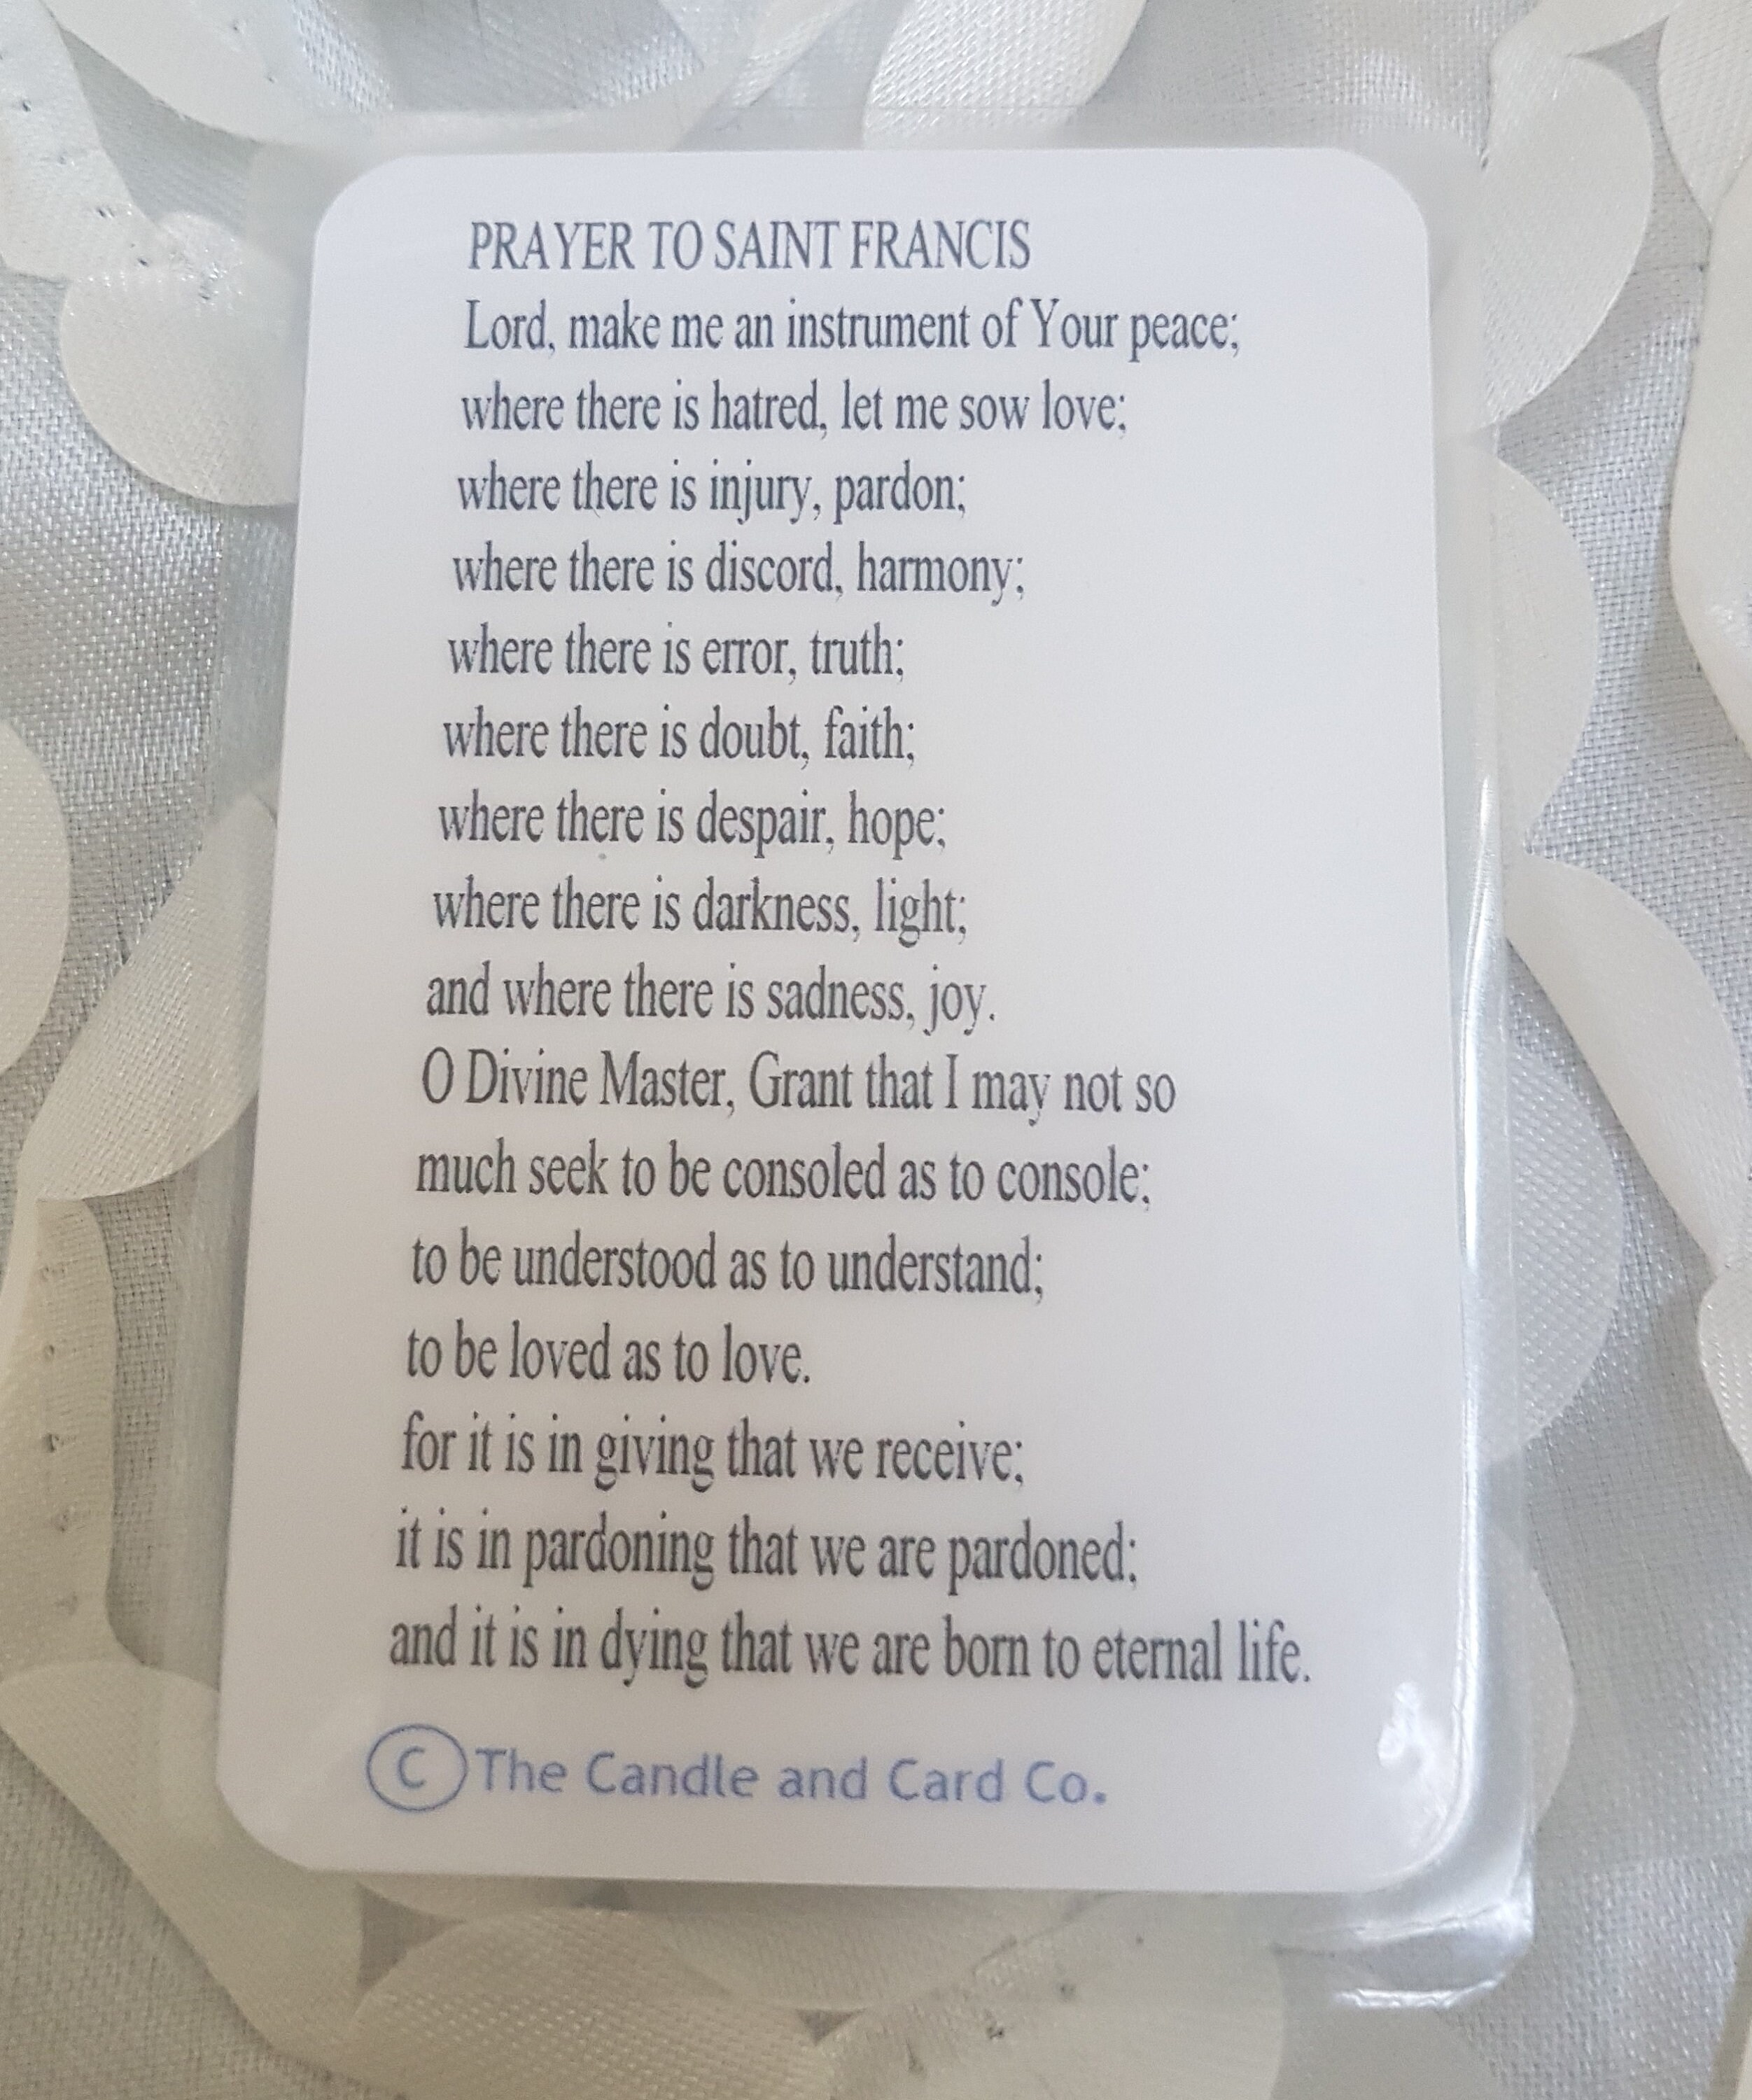 PRAYER TO SAINT FRANCIS
Lord, make me an instrument of Your peace;
where there is hatred, let me sow love;
where there is injury, pardon;
where there is discord, harmony;
where there is error, truth;
where there is doubt, faith;
where there is despair, hope;
where there is darkness, light;
and where there is sadness, joy.
O Divine Master, Grant that I may not so
much seek to be consoled as to console;
to be understood as to understand;
to be loved as to love.
for it is in giving that we receive;
it is in pardoning that we are pardoned;
and it is in dying that we are born to eternal life.
© The Candle and Card Co.